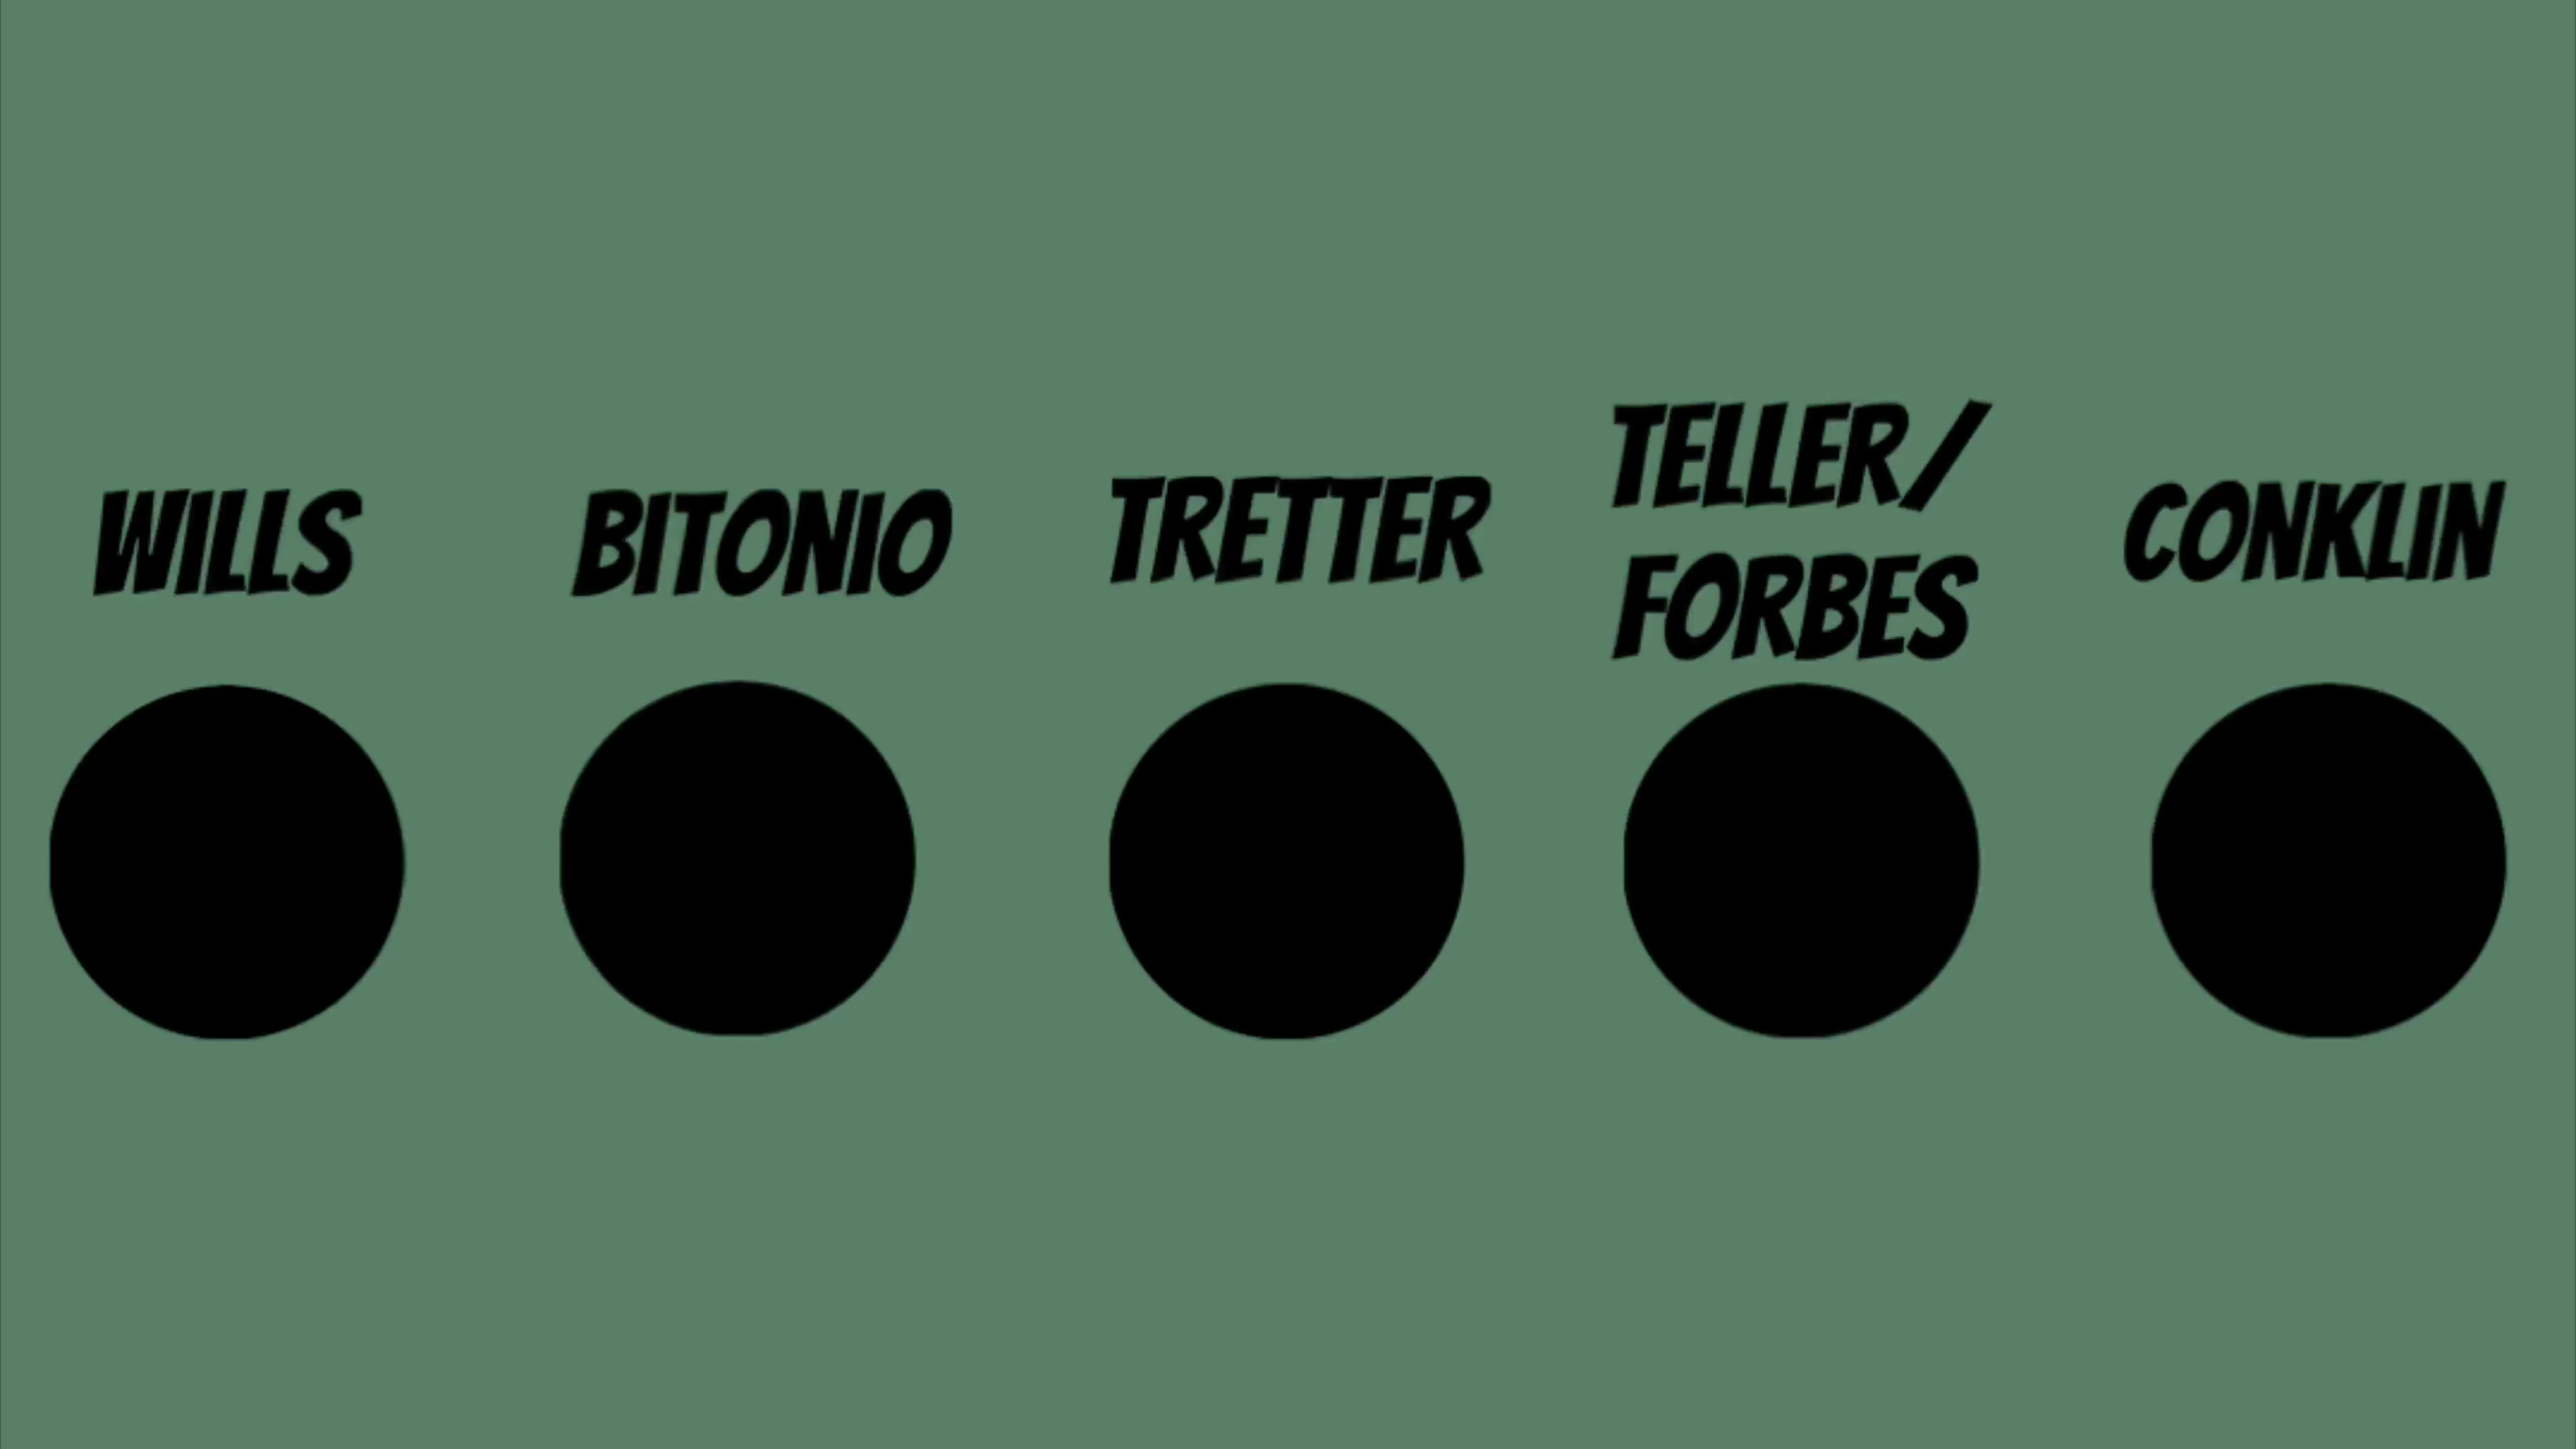 WILLS
BITONIO
TRETTER
TELLER/
FORBES
CONKLIN